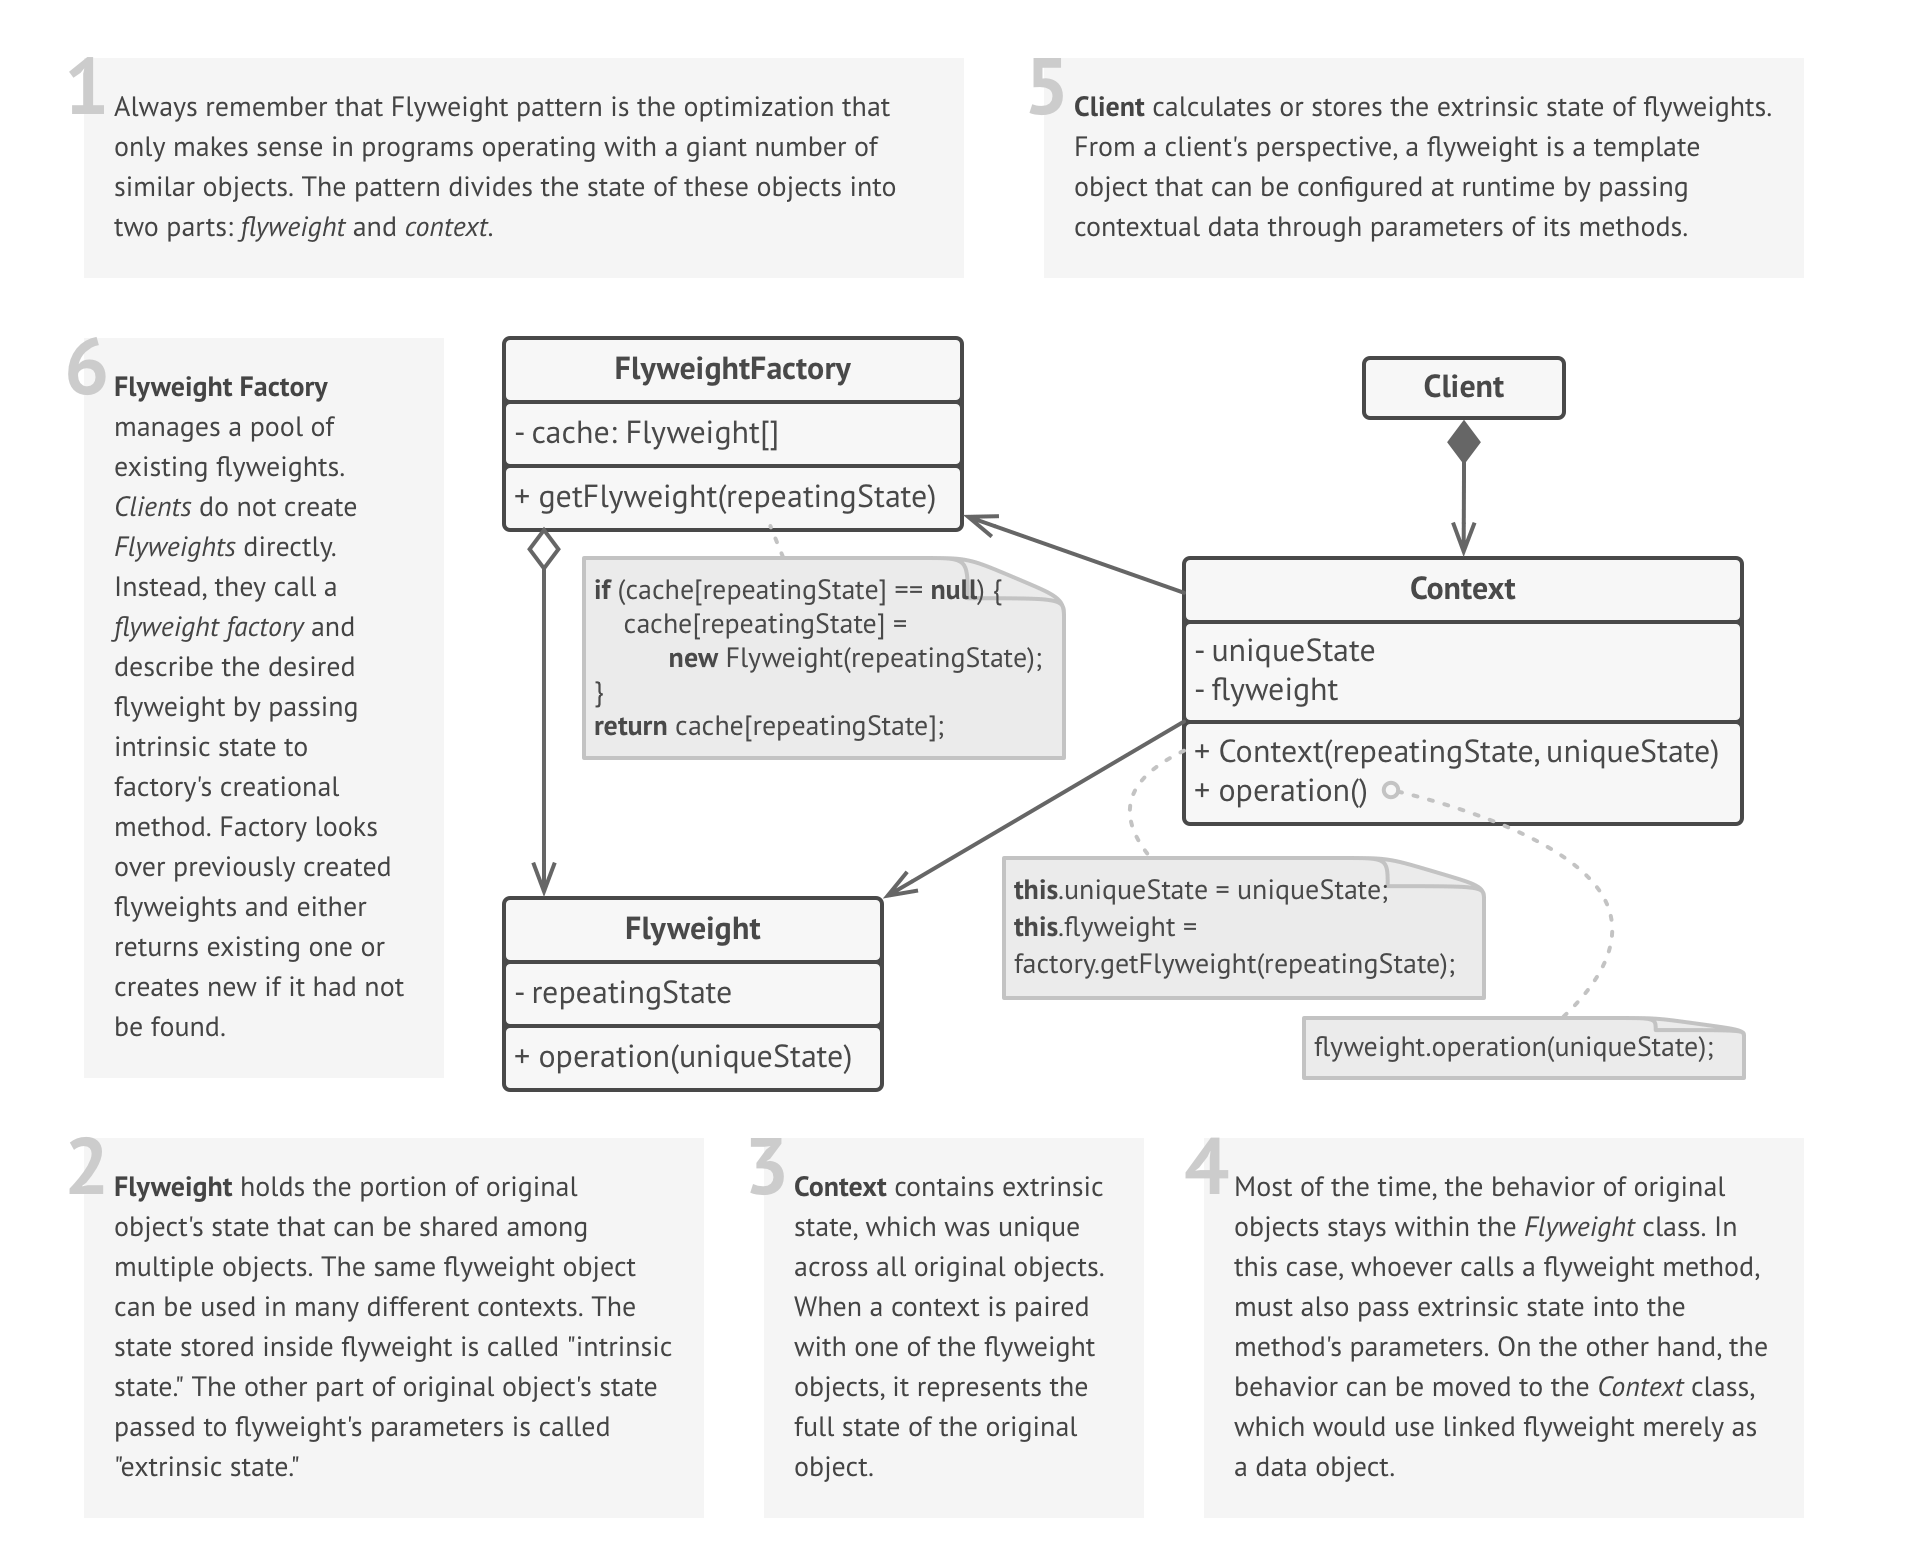 1
Always remember that Flyweight pattern is the optimization that
only makes sense in programs operating with a giant number of
similar objects. The pattern divides the state of these objects into
two parts: flyweight and context.
5
Client calculates or stores the extrinsic state of flyweights.
From a client's perspective, a flyweight is a template
object that can be configured at runtime by passing
contextual data through parameters of its methods.
6
Flyweight Factory
manages a pool of
existing flyweights.
Clients do not create
Flyweights directly.
Instead, they call a
flyweight factory and
describe the desired
flyweight by passing
intrinsic state to
factory's creational
method. Factory looks
over previously created
flyweights and either
returns existing one or
creates new if it had not
be found.
FlyweightFactory
- cache: Flyweight[]
+ getFlyweight(repeatingState)
if (cache[repeatingState] == null) {
cache[repeatingState] =
new Flyweight(repeatingState);
}
return cache[repeatingState];
Client
Context
- uniqueState
- flyweight
+ Context(repeatingState, uniqueState)
+ operation()
this.uniqueState = uniqueState;
this.flyweight =
factory.getFlyweight(repeatingState);
flyweight.operation(uniqueState);
Flyweight
- repeatingState
+ operation(uniqueState)
2
Flyweight holds the portion of original
object's state that can be shared among
multiple objects. The same flyweight object
can be used in many different contexts. The
state stored inside flyweight is called "intrinsic
state." The other part of original object's state
passed to flyweight's parameters is called
"extrinsic state."
3
Context contains extrinsic
state, which was unique
across all original objects.
When a context is paired
with one of the flyweight
objects, it represents the
full state of the original
object.
4
Most of the time, the behavior of original
objects stays within the Flyweight class. In
this case, whoever calls a flyweight method,
must also pass extrinsic state into the
method's parameters. On the other hand, the
behavior can be moved to the Context class,
which would use linked flyweight merely as
a data object.